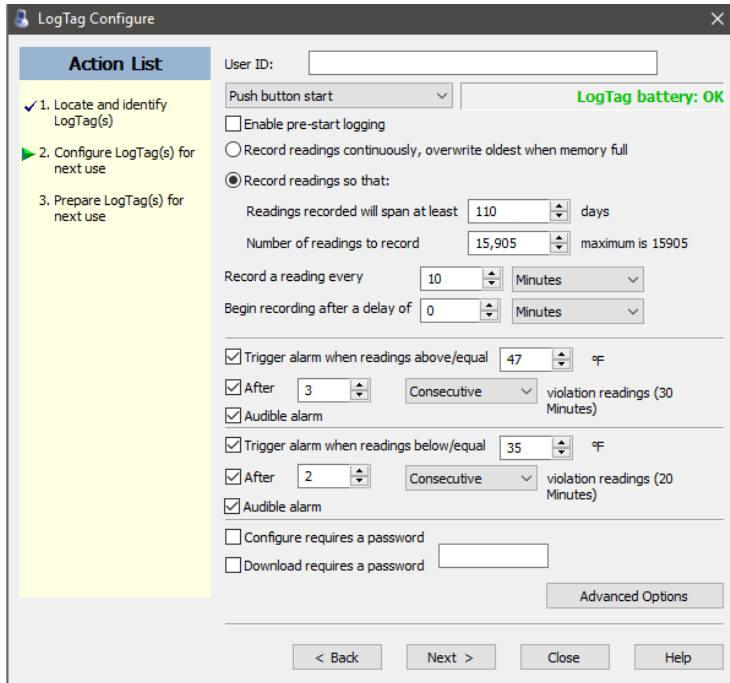 LogTag Configure
Action List
1. Locate and identify
LogTag(s)
2. Configure LogTag(s) for
next use
3. Prepare LogTag(s) for
next use
User ID:
Push button start
LogTag battery: OK
Enable pre-start logging
Record readings continuously, overwrite oldest when memory full
Record readings so that:
Readings recorded will span at least 110 days
Number of readings to record 15,905 maximum is 15905
Record a reading every 10 Minutes
Begin recording after a delay of 0 Minutes
Trigger alarm when readings above/equal 47 °F
After 3 Consecutive violation readings (30
Minutes)
Audible alarm
Trigger alarm when readings below/equal 35 °F
After 2 Consecutive violation readings (20
Minutes)
Audible alarm
Configure requires a password
Download requires a password
Advanced Options
< Back Next > Close Help